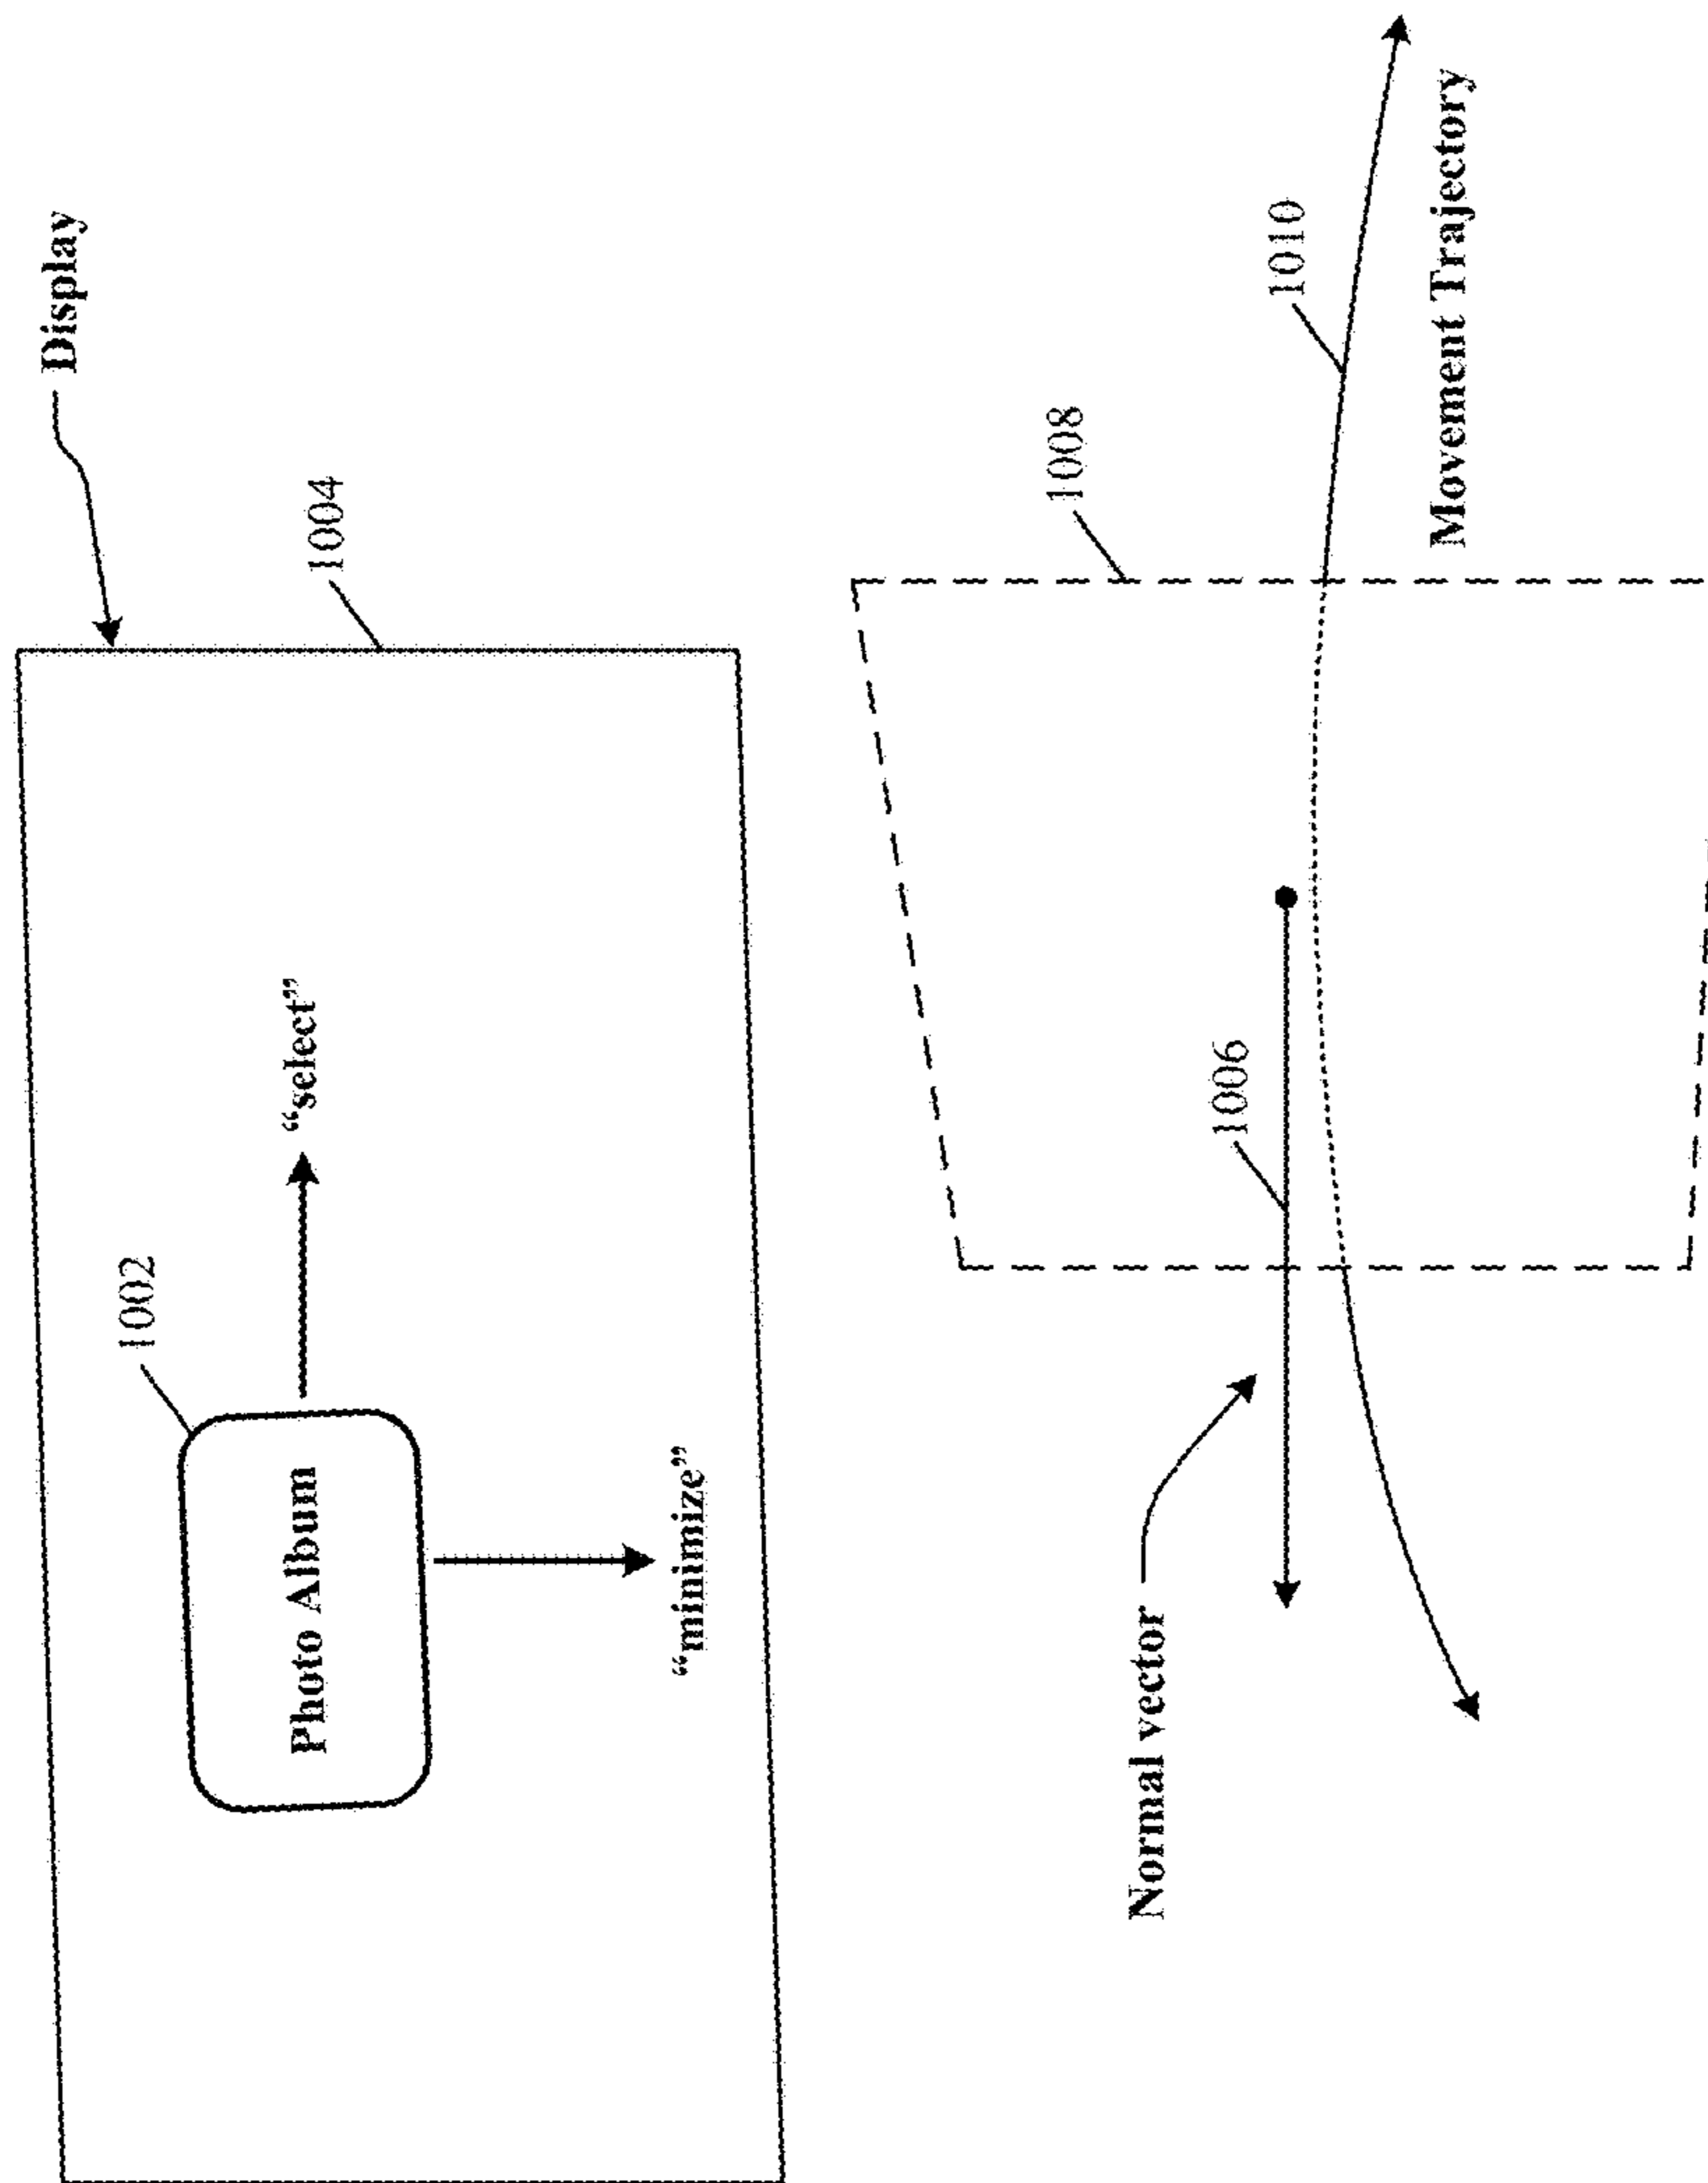 Display
1004
1002
Photo Album
“select”
“minimize”
1008
1010
Movement Trajectory
1006
Normal vector